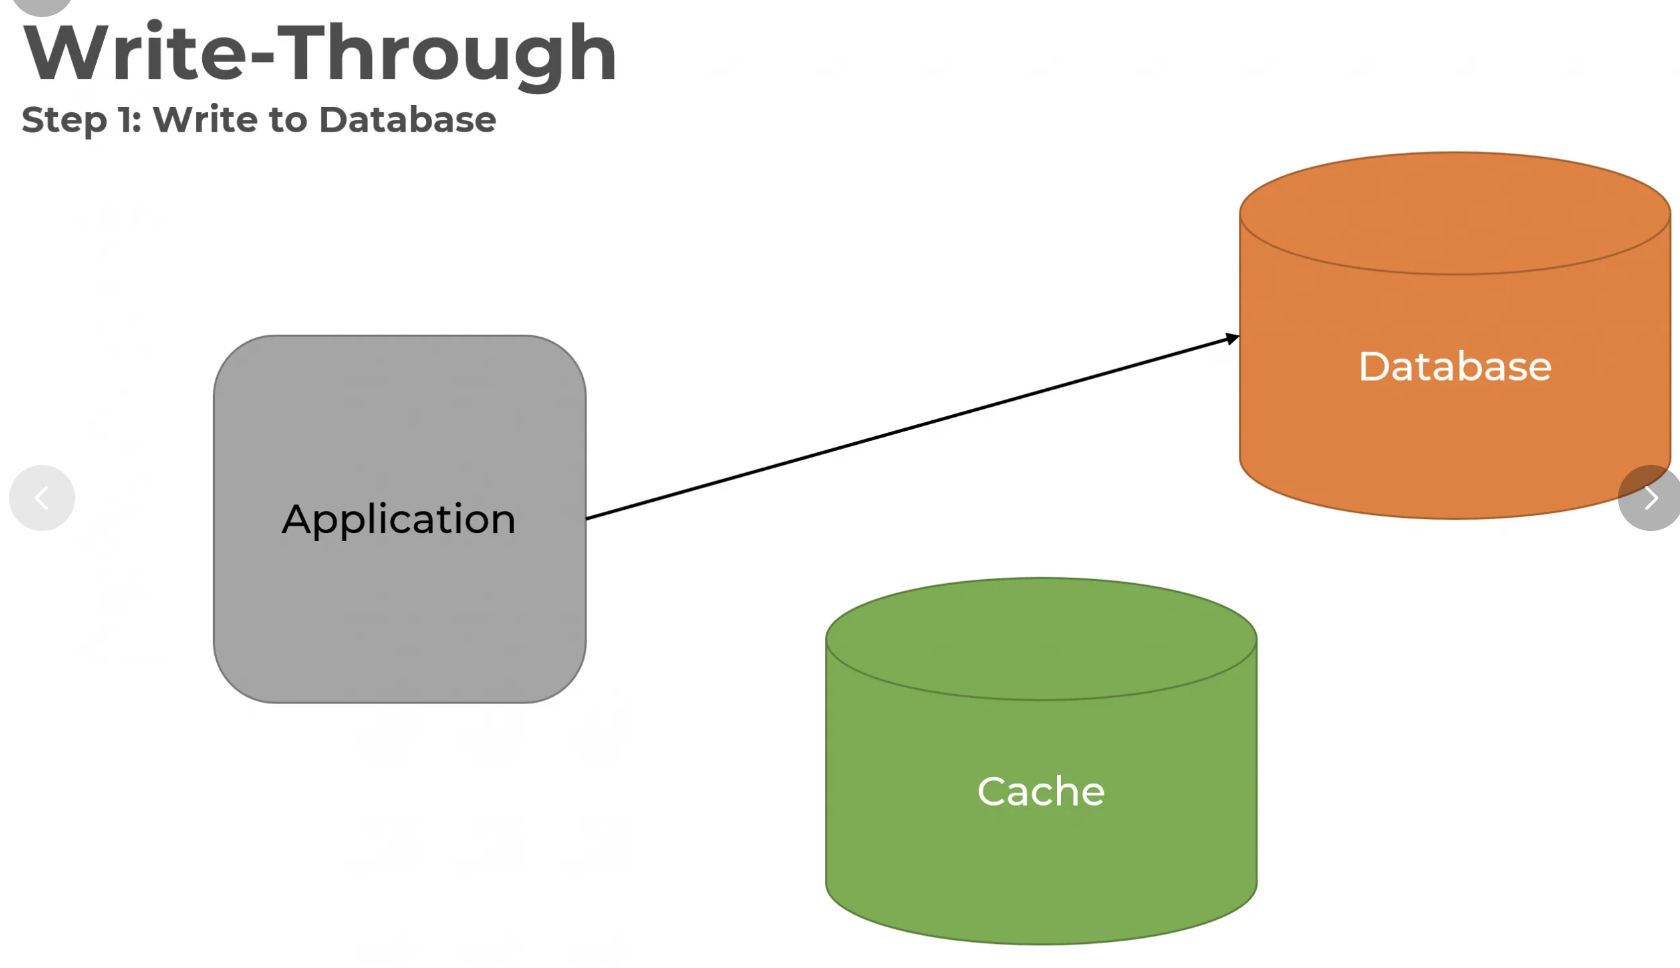 Write-Through
Step 1: Write to Database
Database
Application
Cache